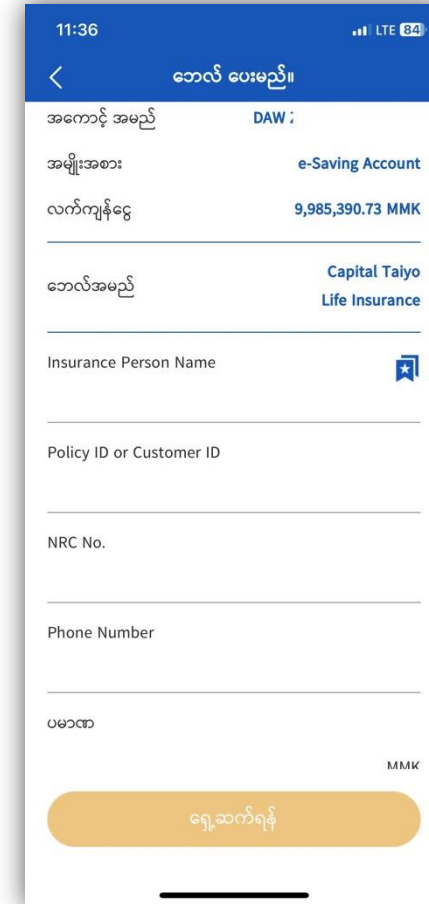 11:36 LTE 84
ဘေလ် ပေးမည်။
အကောင့် အမည် DAW
အမျိုးအစား e-Saving Account
လက်ကျန်ငွေ 9,985,390.73 MMK
ဘေလ်အမည် Capital Taiyo
Life Insurance
Insurance Person Name
Policy ID or Customer ID
NRC No.
Phone Number
ပမာဏ
MMK
ရှေ့ဆက်ရန်